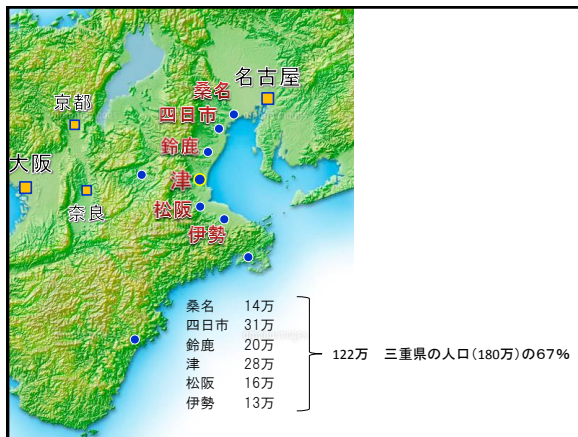 名古屋
桑名
京都
四日市
鈴鹿
大阪
津
奈良
松阪
伊勢
桑名 14万
四日市 31万
鈴鹿 20万
津 28万
松阪 16万
伊勢 13万
122万 三重県の人口(180万)の67%